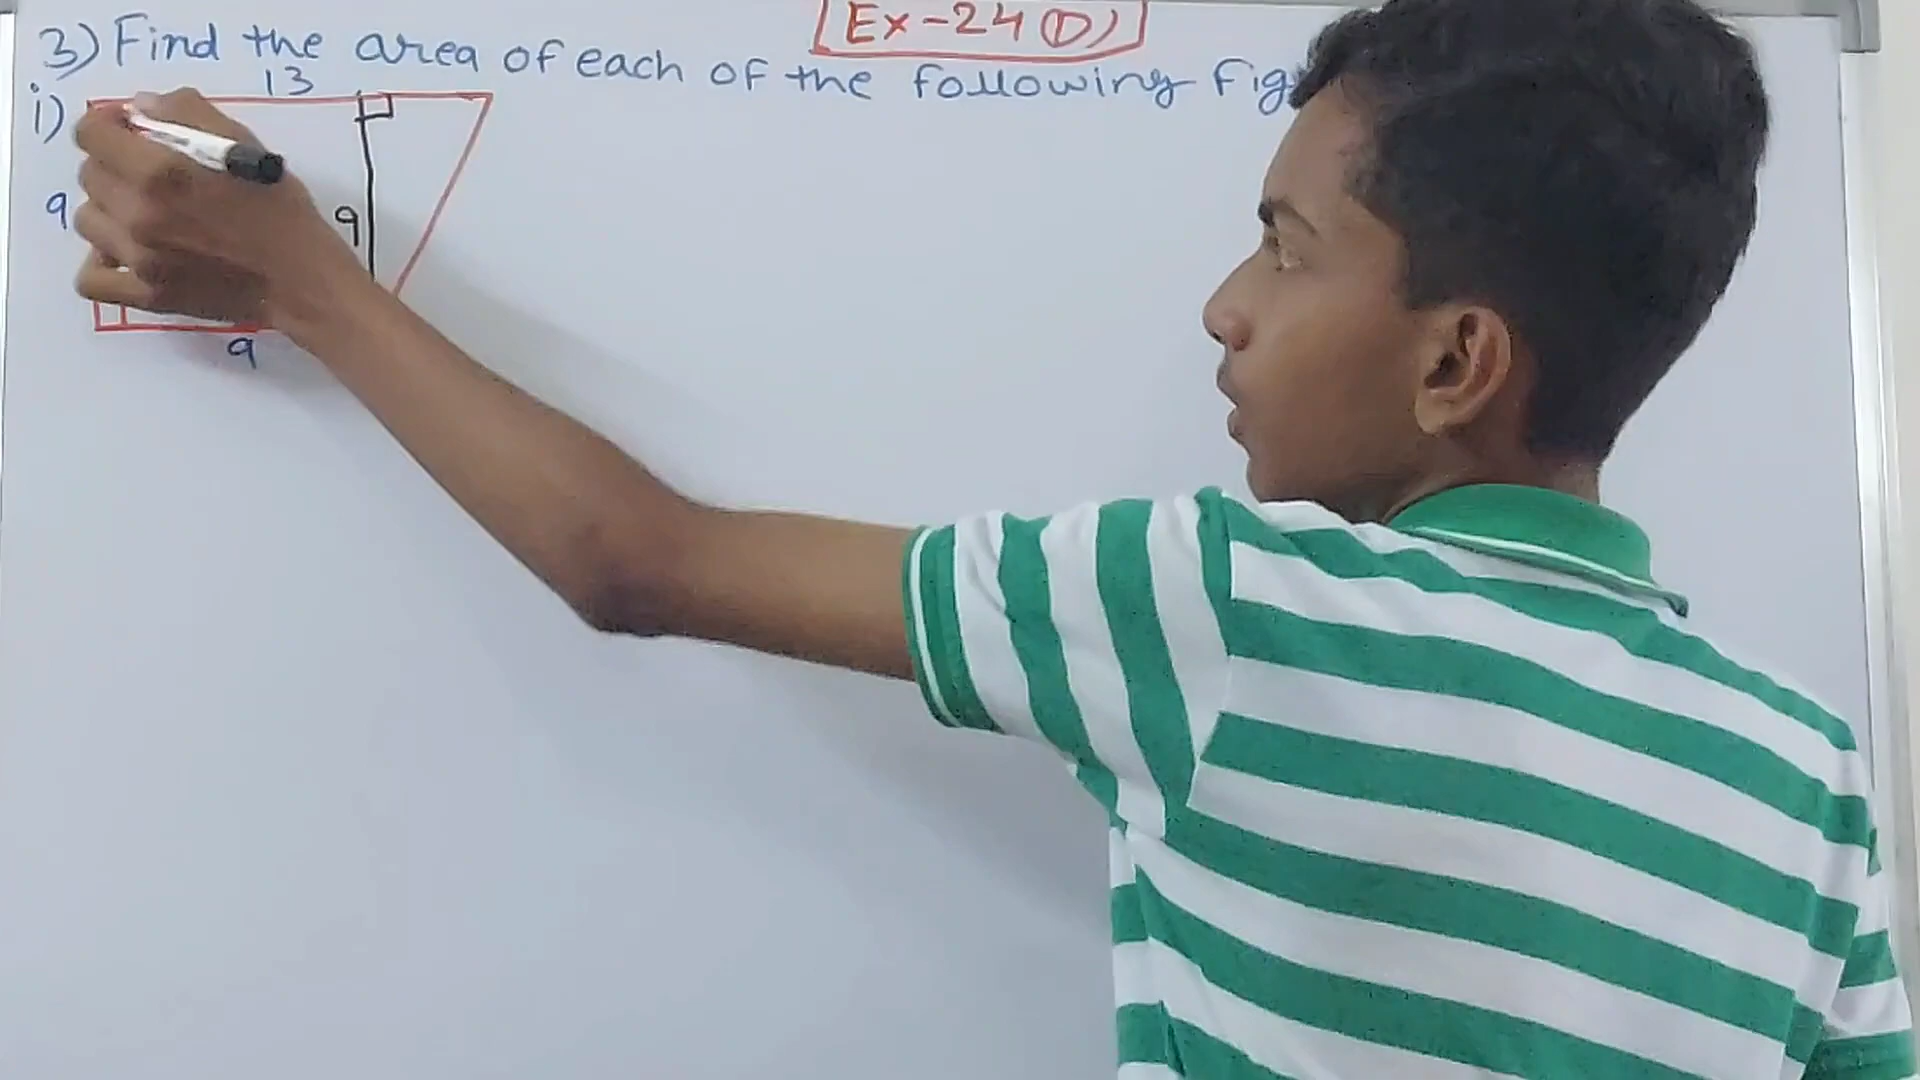 Ex-24 D)
3) Find the area of each of the following fig
13
i)
9
9
9